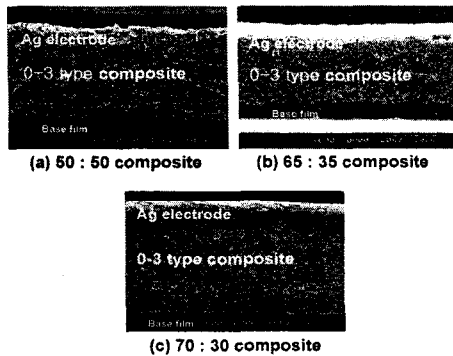 Ag electrode
0-3 type composite
Base film
(a) 50 : 50 composite
Ag electrode
0-3 type composite
Base film
(b) 65 : 35 composite
Ag electrode
0-3 type composite
Base film
(c) 70 : 30 composite